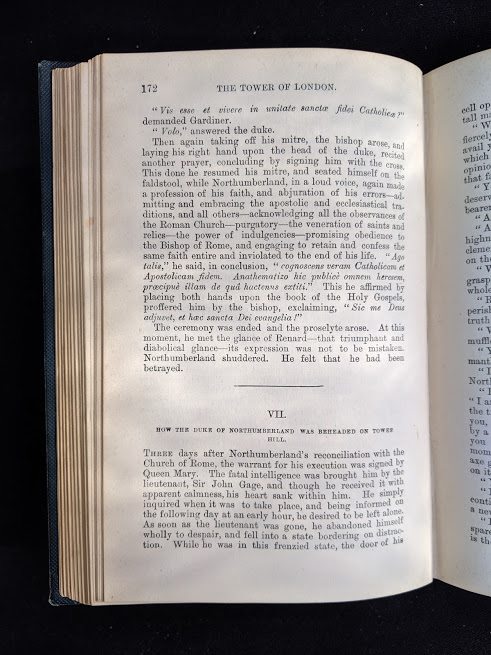 172 THE TOWER OF LONDON.
"Vis esse et vivere in unitate sanctæ fidei Catholicæ?"
demanded Gardiner.
"Volo," answered the duke.
Then again taking off his mitre, the bishop arose, and
laying his right hand upon the head of the duke, recited
another prayer, concluding by signing him with the cross.
This done he resumed his mitre, and seated himself on the
faldstool, while Northumberland, in a loud voice, again made
a profession of his faith, and abjuration of his errors—ad-
mitting and embracing the apostolic and ecclesiastical tra-
ditions, and all others—acknowledging all the observances of
the Roman Church—purgatory—the veneration of saints and
relics—the power of indulgences—promising obedience to
the Bishop of Rome, and engaging to retain and confess the
same faith entire and inviolated to the end of his life. "Ago
talis," he said, in conclusion, "cognoscens veram Catholicam et
Apostolicam fidem. Anathematizo hic publicè omnem heresem,
præcipuè illam de quâ hactenus extiti." This he affirmed by
placing both hands upon the book of the Holy Gospels,
proffered him by the bishop, exclaiming, "Sic me Deus
adjuvet, et hæc sancta Dei evangelia!"
The ceremony was ended and the proselyte arose. At this
moment, he met the glance of Renard—that triumphant and
diabolical glance—its expression was not to be mistaken.
Northumberland shuddered. He felt that he had been
betrayed.
VII.
HOW THE DUKE OF NORTHUMBERLAND WAS BEHEADED ON TOWER
HILL.
THREE days after Northumberland's reconciliation with the
Church of Rome, the warrant for his execution was signed by
Queen Mary. The fatal intelligence was brought him by the
lieutenant, Sir John Gage, and though he received it with
apparent calmness, his heart sank within him. He simply
inquired when it was to take place, and being informed on
the following day at an early hour, he desired to be left alone.
As soon as the lieutenant was gone, he abandoned himself
wholly to despair, and fell into a state bordering on distrac-
tion. While he was in this frenzied state, the door of his